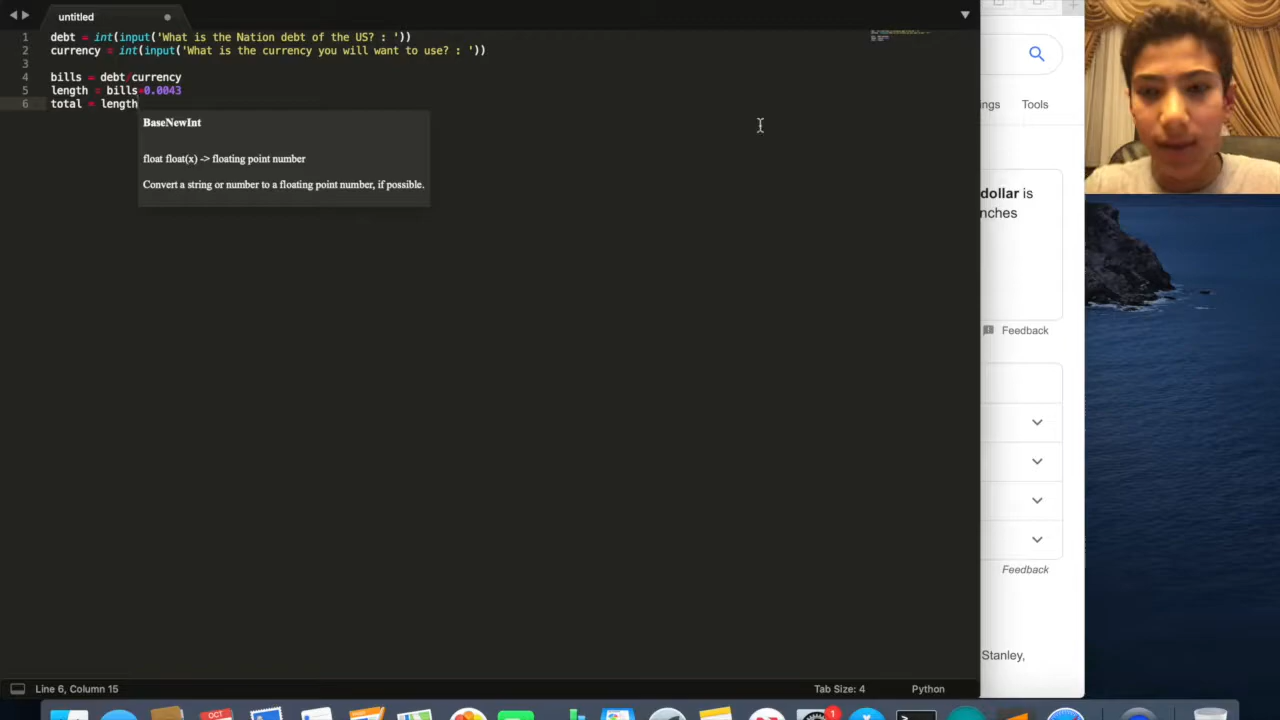 untitled
1 debt = int(input('What is the Nation debt of the US? : '))
2 currency = int(input('What is the currency you will want to use? : '))
3
4 bills = debt/currency
5 length = bills*0.0043
6 total = length
BaseNewInt
float float(x) -> floating point number
Convert a string or number to a floating point number, if possible.
ngs Tools
dollar is
nches
Feedback
Feedback
Stanley,
Line 6, Column 15 Tab Size: 4 Python
OCT
1